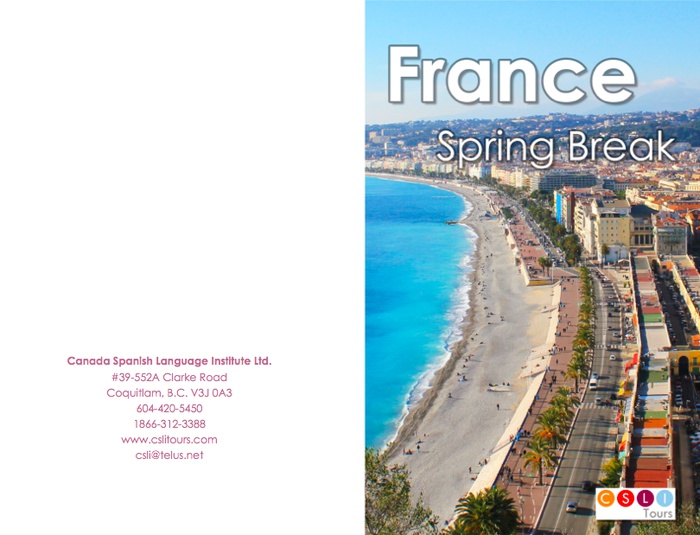 Canada Spanish Language Institute Ltd.
#39-552A Clarke Road
Coquitlam, B.C. V3J 0A3
604-420-5450
1866-312-3388
www.cslitours.com
csli@telus.net
France
Spring Break
CSLI
Tours